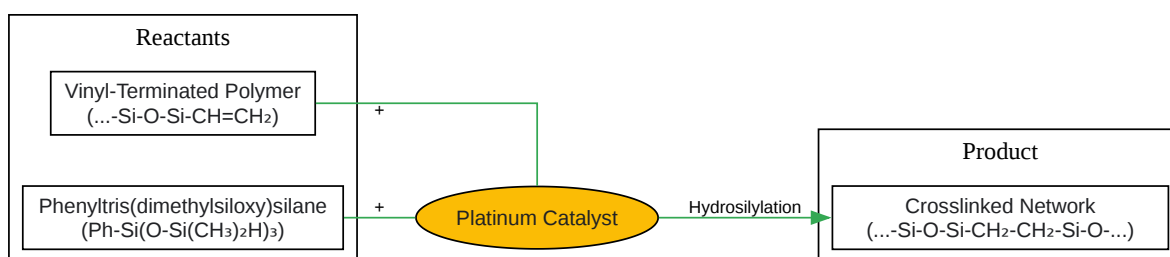 Reactants
Vinyl-Terminated Polymer
(...-Si-O-Si-CH=CH₂)
+
Phenyltris(dimethylsiloxy)silane
(Ph-Si(O-Si(CH₃)₂H)₃)
+
Platinum Catalyst
Hydrosilylation
Product
Crosslinked Network
(...-Si-O-Si-CH₂-CH₂-Si-O-...)